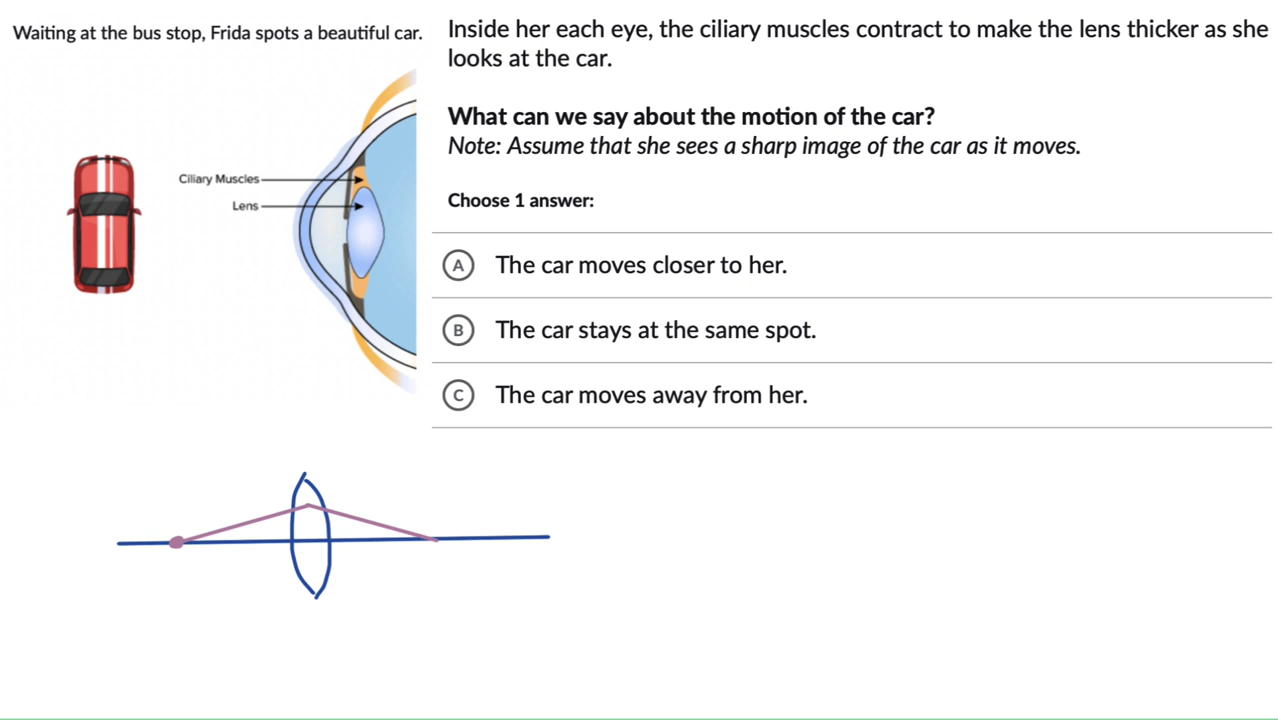 Waiting at the bus stop, Frida spots a beautiful car.
Inside her each eye, the ciliary muscles contract to make the lens thicker as she
looks at the car.
What can we say about the motion of the car?
Note: Assume that she sees a sharp image of the car as it moves.
Ciliary Muscles
Lens
Choose 1 answer:
A The car moves closer to her.
B The car stays at the same spot.
C The car moves away from her.